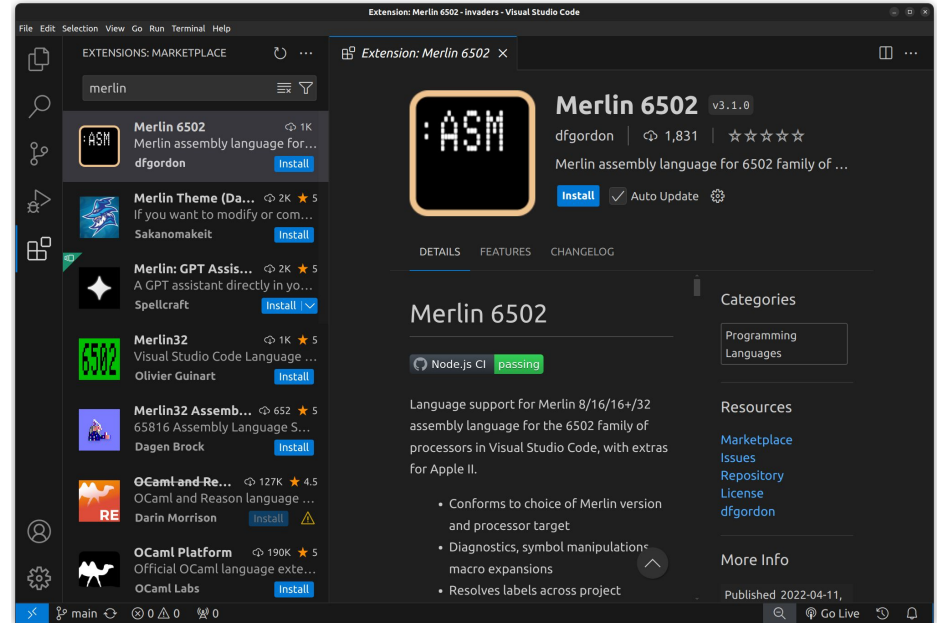 Extension: Merlin 6502 - invaders - Visual Studio Code
File Edit Selection View Go Run Terminal Help
EXTENSIONS: MARKETPLACE
merlin
Merlin 6502 1K
Merlin assembly language for...
dfgordon Install
Merlin Theme (Da... 2K ★ 5
If you want to modify or com...
Sakanomakeit Install
Merlin: GPT Assis... 2K ★ 5
A GPT assistant directly in yo...
Spellcraft Install
Merlin32 1K ★ 5
Visual Studio Code Language ...
Olivier Guinart Install
Merlin32 Assemb... 652 ★ 5
65816 Assembly Language S...
Dagen Brock Install
OCaml and Re... 127K ★ 4.5
OCaml and Reason language ...
Darin Morrison Install
OCaml Platform 190K ★ 5
Official OCaml language exte...
OCaml Labs Install
:ASM
6502
RE
Extension: Merlin 6502
:ASM
Merlin 6502 v3.1.0
dfgordon 1,831
Merlin assembly language for 6502 family of ...
Install Auto Update
DETAILS FEATURES CHANGELOG
Merlin 6502
Node.js CI passing
Language support for Merlin 8/16/16+/32
assembly language for the 6502 family of
processors in Visual Studio Code, with extras
for Apple II.
• Conforms to choice of Merlin version
and processor target
• Diagnostics, symbol manipulations,
macro expansions
• Resolves labels across project
Categories
Programming
Languages
Resources
Marketplace
Issues
Repository
License
dfgordon
More Info
Published 2022-04-11,
main 0 0 0 Go Live